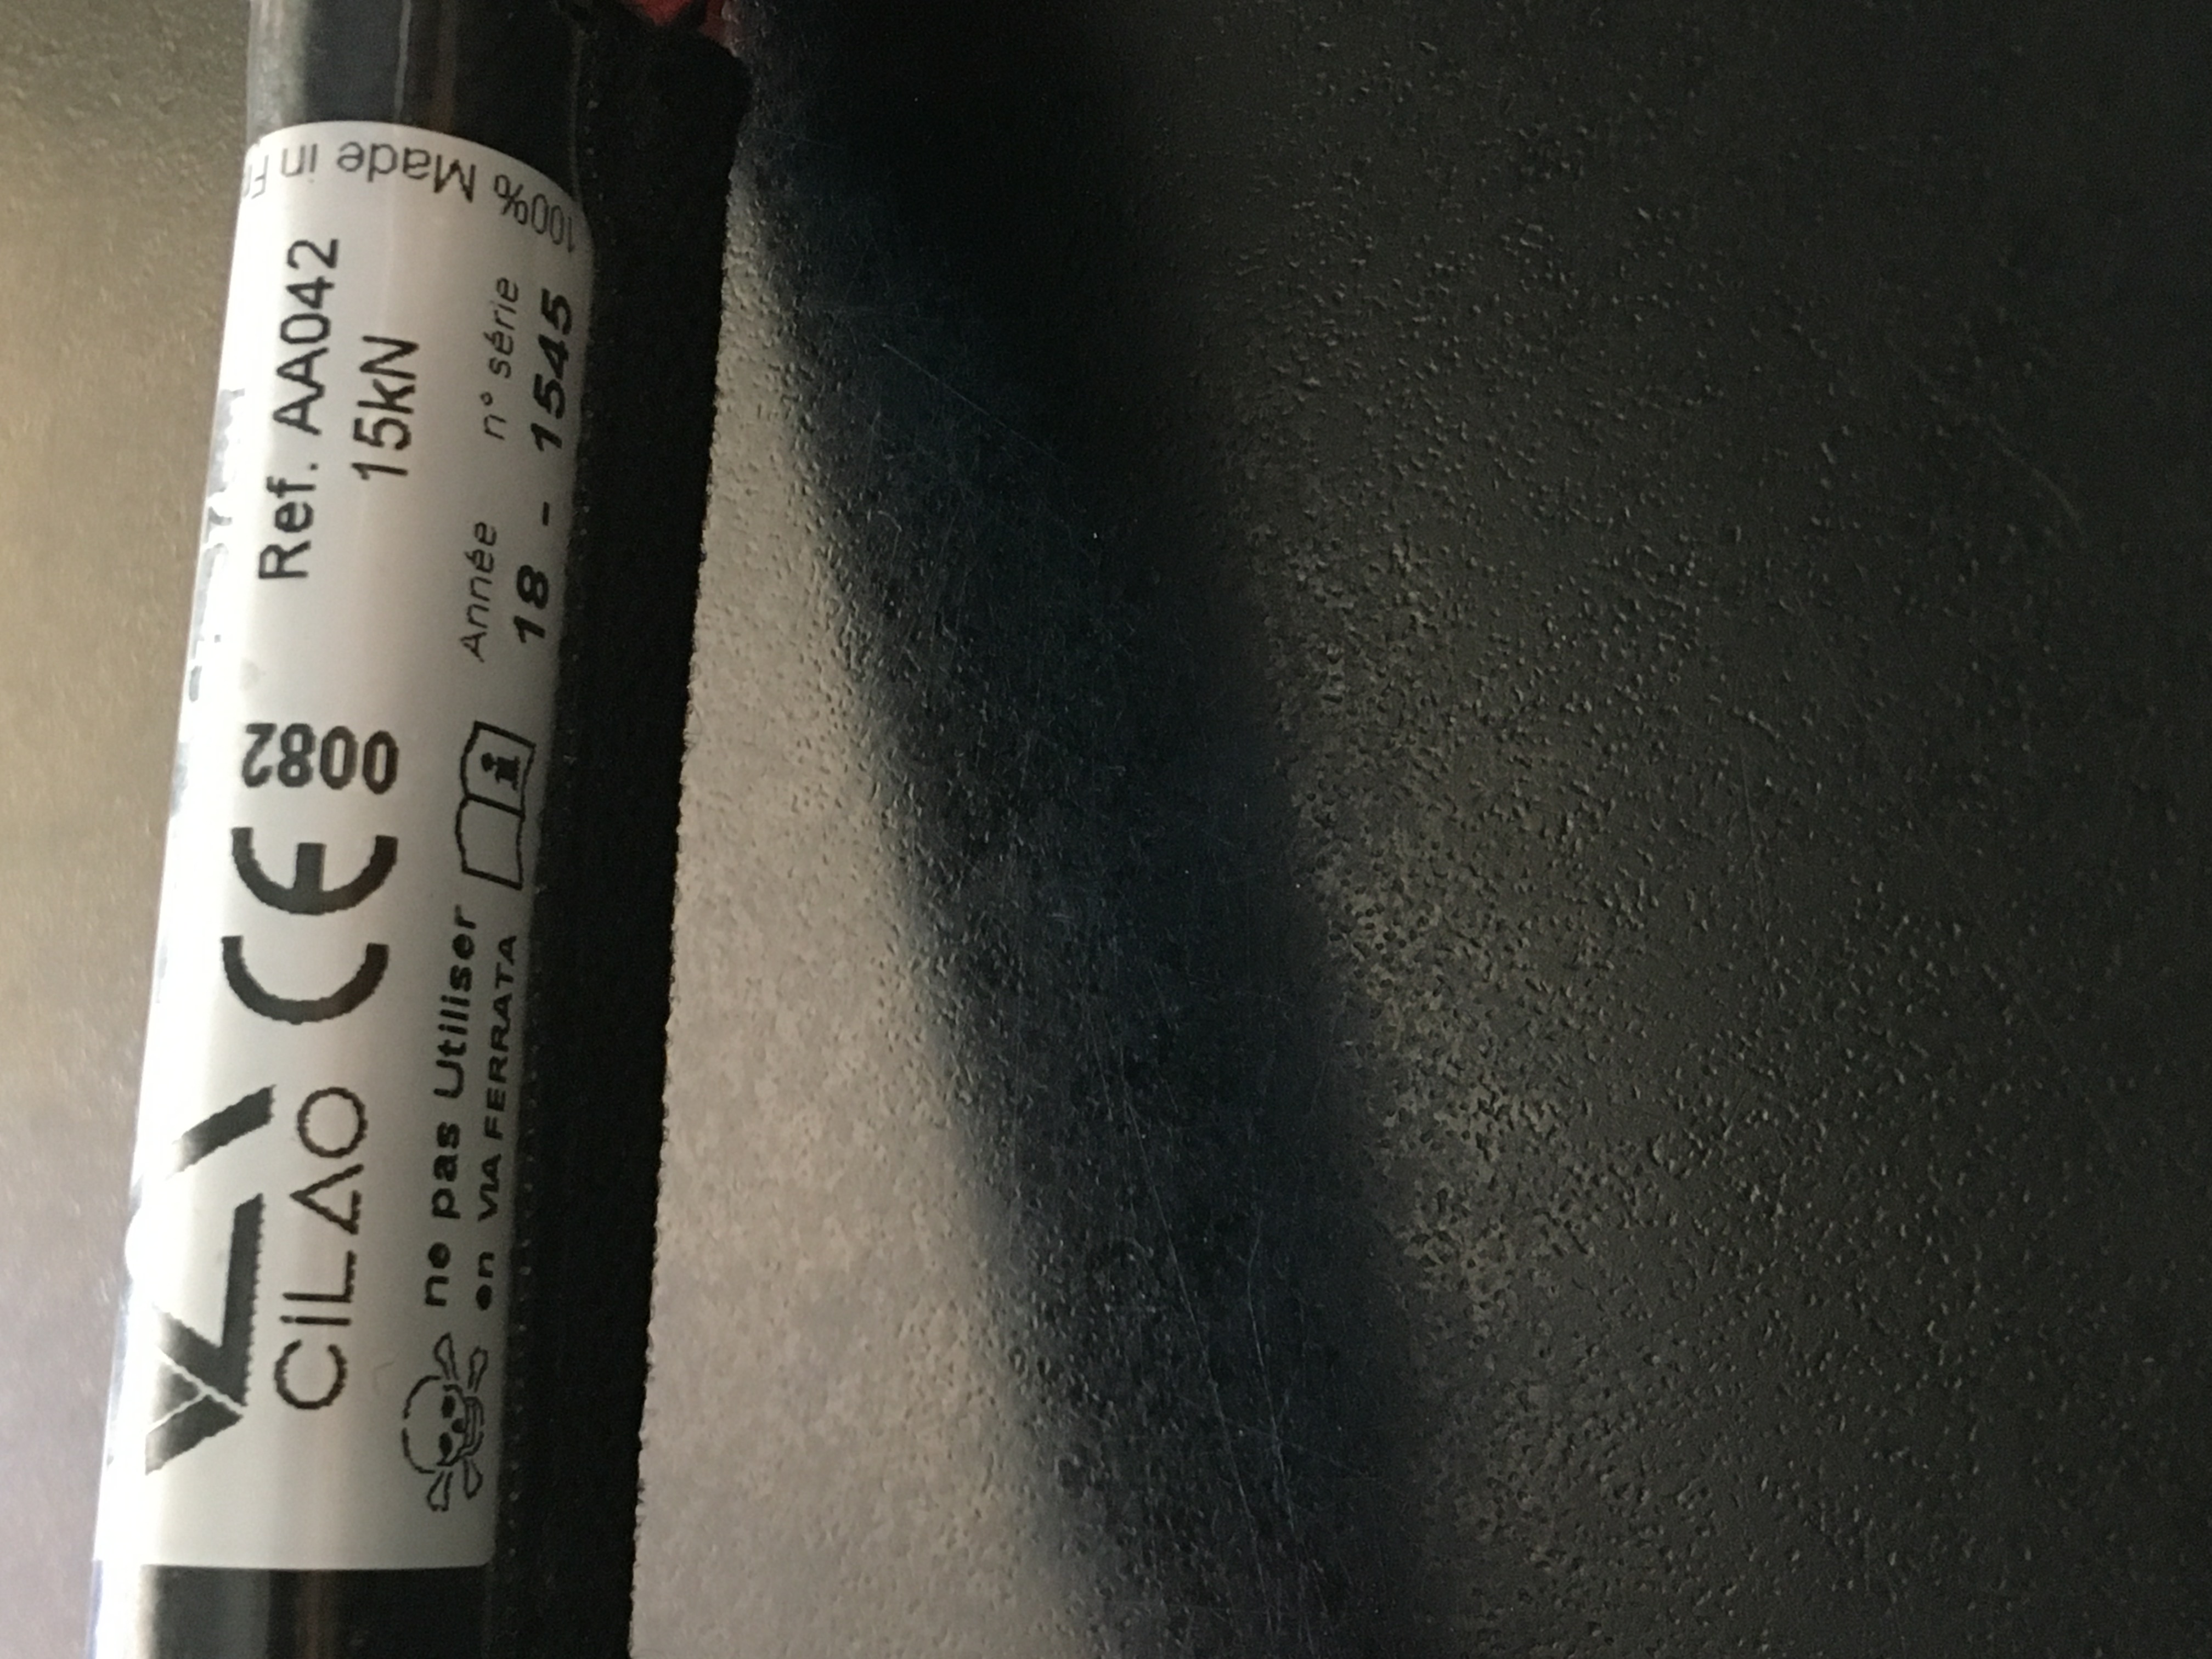 CiLAO
CE 0082
Ref. AA042
15kN
ne pas Utiliser
en VIA FERRATA
i
Année n° série
18 - 1545
100% Made in